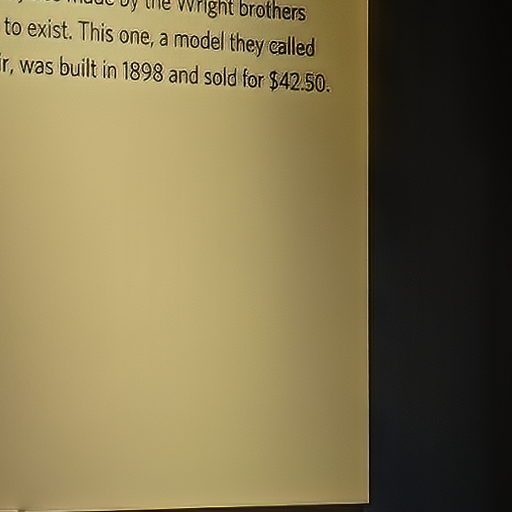 by the Wright brothers
to exist. This one, a model they called
was built in 1898 and sold for $42.50.